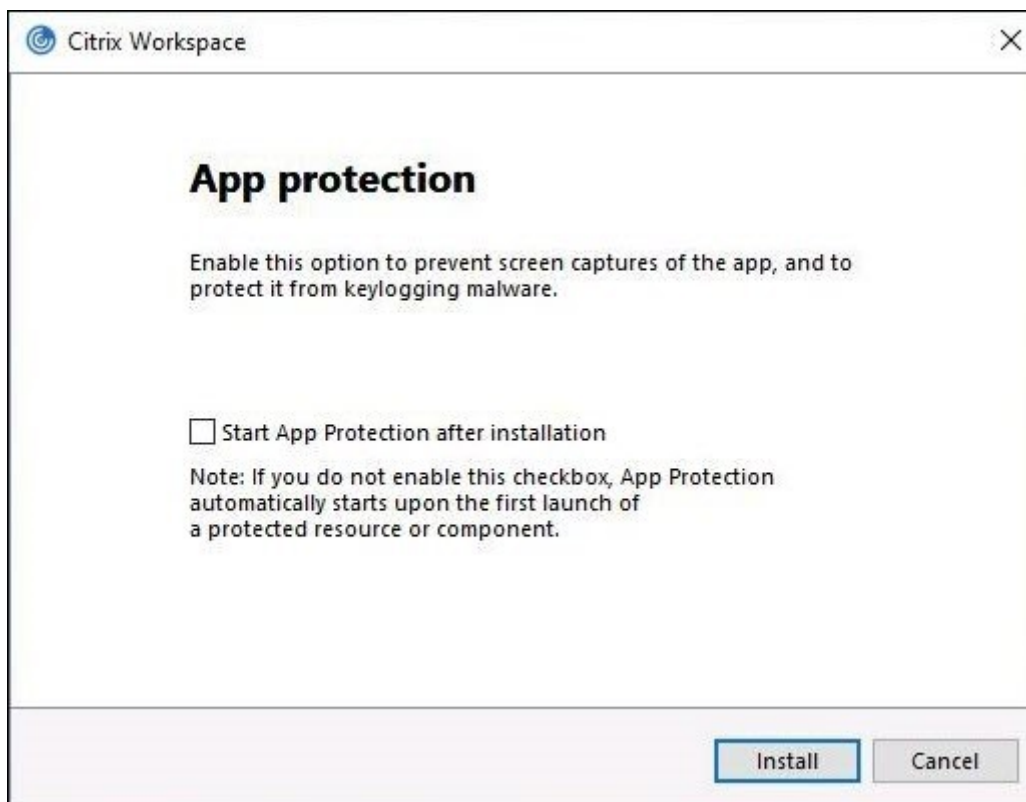 Citrix Workspace
App protection
Enable this option to prevent screen captures of the app, and to
protect it from keylogging malware.
Start App Protection after installation
Note: If you do not enable this checkbox, App Protection
automatically starts upon the first launch of
a protected resource or component.
Install Cancel